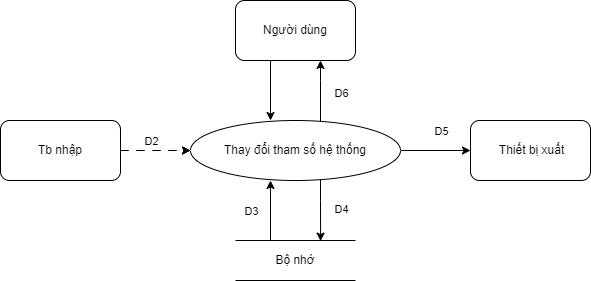 Người dùng
D6
D5
Tb nhập
D2
Thay đổi tham số hệ thống
Thiết bị xuất
D3
D4
Bộ nhớ